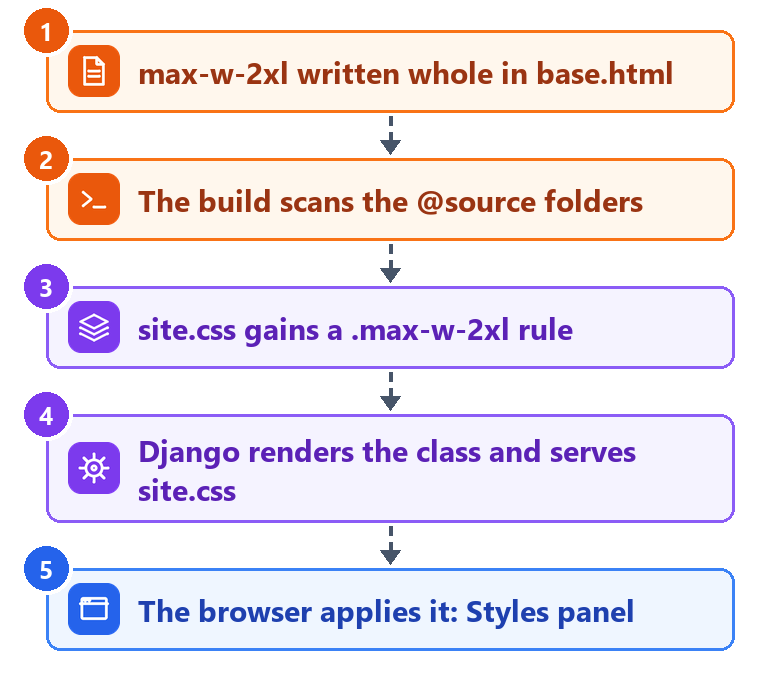 1
max-w-2xl written whole in base.html
2
The build scans the @source folders
3
site.css gains a .max-w-2xl rule
4
Django renders the class and serves
site.css
5
The browser applies it: Styles panel